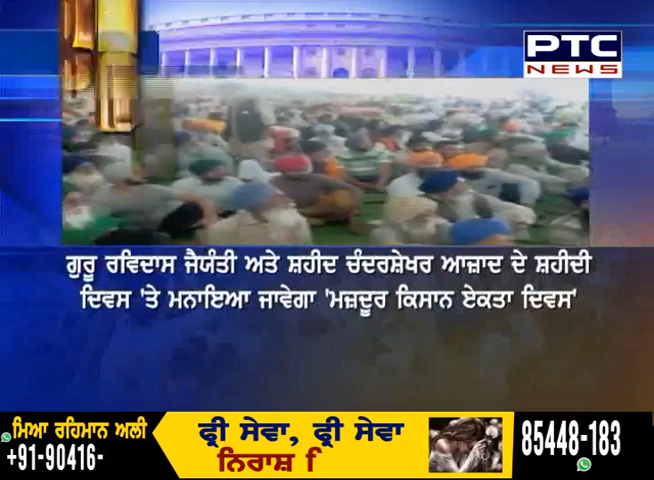 PTC
NEWS
ਗੁਰੂ ਰਵਿਦਾਸ ਜੈਯੰਤੀ ਅਤੇ ਸ਼ਹੀਦ ਚੰਦਰਸ਼ੇਖਰ ਆਜ਼ਾਦ ਦੇ ਸ਼ਹੀਦੀ
ਦਿਵਸ 'ਤੇ ਮਨਾਇਆ ਜਾਵੇਗਾ 'ਮਜ਼ਦੂਰ ਕਿਸਾਨ ਏਕਤਾ ਦਿਵਸ'
ਮਿਆ ਰਹਿਮਾਨ ਅਲੀ
+91-90416-
ਫ੍ਰੀ ਸੇਵਾ, ਫ੍ਰੀ ਸੇਵਾ
ਨਿਰਾਸ਼
85448-183